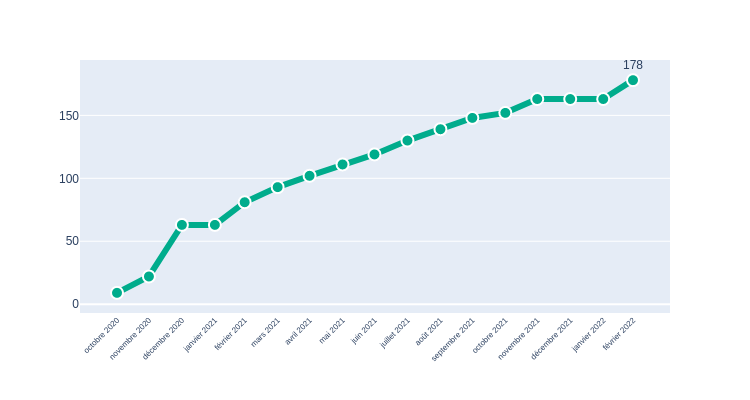 178
150
100
50
0
octobre 2020
novembre 2020
décembre 2020
janvier 2021
février 2021
mars 2021
avril 2021
mai 2021
juin 2021
juillet 2021
août 2021
septembre 2021
octobre 2021
novembre 2021
décembre 2021
janvier 2022
février 2022